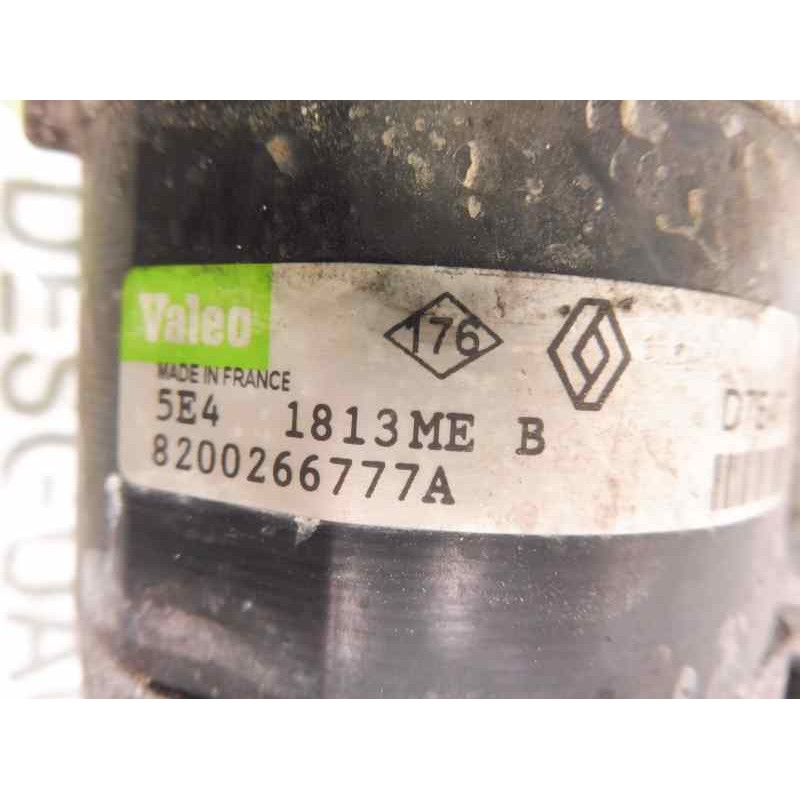 Valeo
176
MADE IN FRANCE
5E4 1813ME B
8200266777A